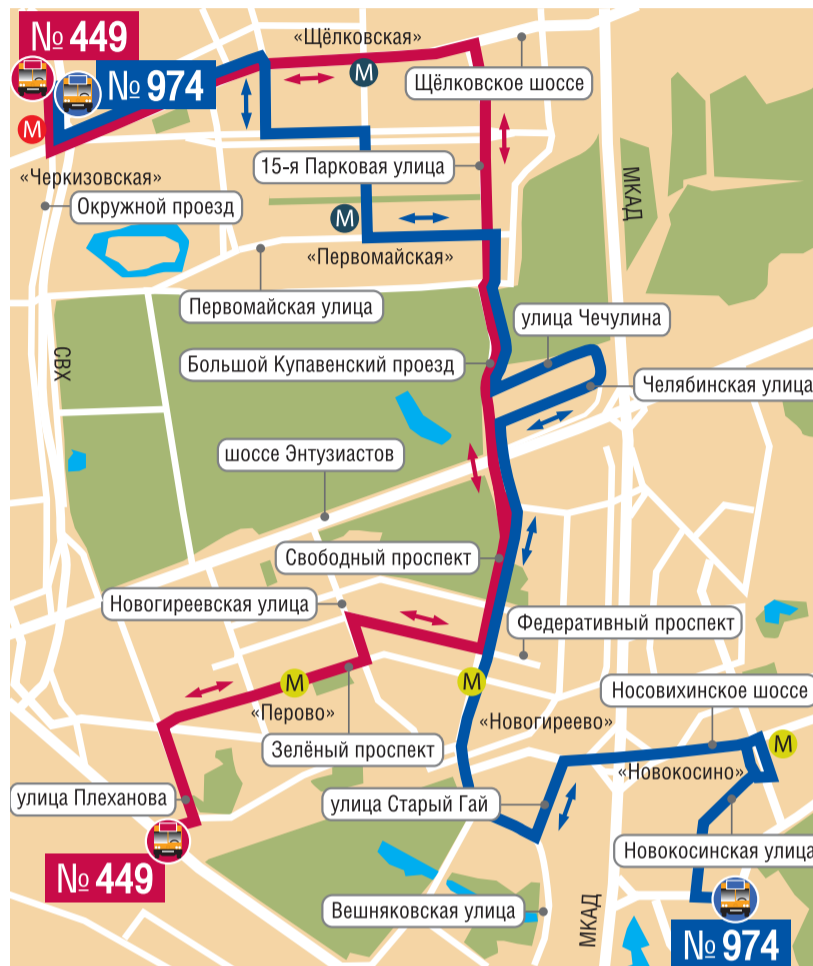 № 449
«Щёлковская»
№ 974
Щёлковское шоссе
М
М
15-я Парковая улица
«Черкизовская»
МКАД
Окружной проезд
М
«Первомайская»
Первомайская улица
улица Чечулина
СВХ
Большой Купавенский проезд
Челябинская улица
шоссе Энтузиастов
Свободный проспект
Новогиреевская улица
Федеративный проспект
М
М
Носовихинское шоссе
«Перово»
«Новогиреево»
Зелёный проспект
М
«Новокосино»
улица Плеханова
улица Старый Гай
Новокосинская улица
№ 449
Вешняковская улица
МКАД
№ 974